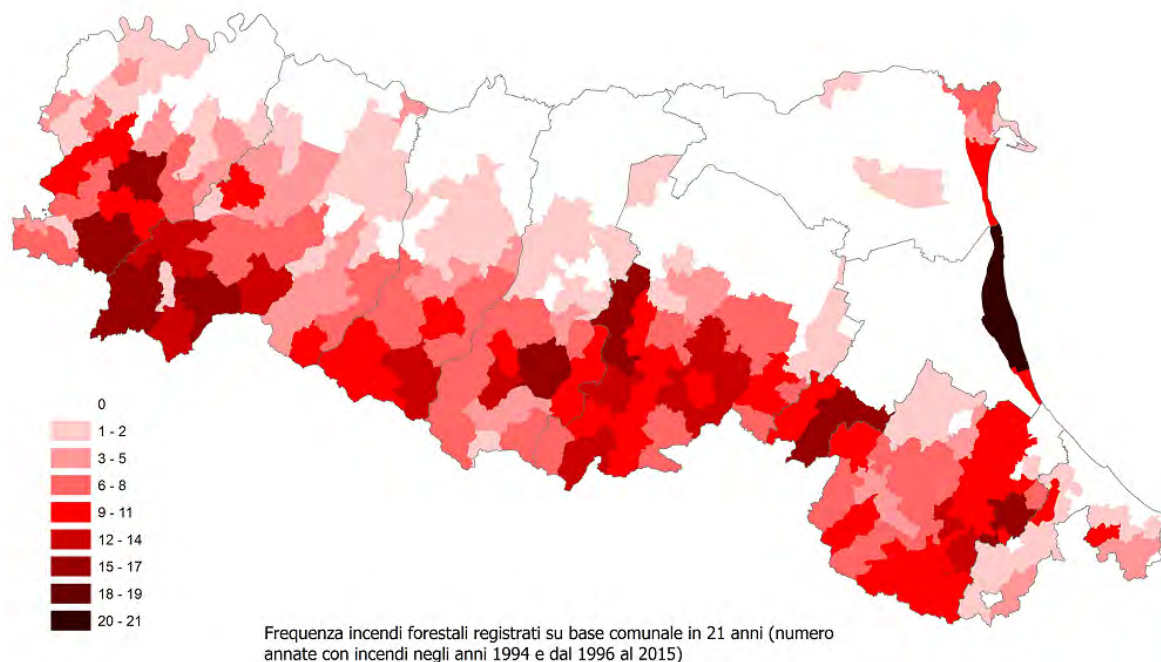 0
1 - 2
3 - 5
6 - 8
9 - 11
12 - 14
15 - 17
18 - 19
20 - 21
Frequenza incendi forestali registrati su base comunale in 21 anni (numero
annate con incendi negli anni 1994 e dal 1996 al 2015)